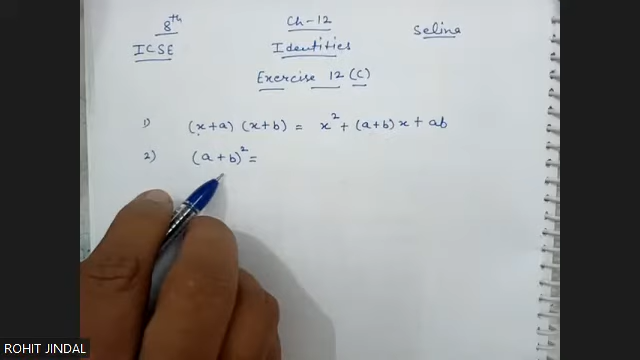 8th Ch-12 Selina
ICSE Identities
Exercise 12 (C)
1) (x+a) (x+b) = x² + (a+b) x + ab
2) (a+b)² =
ROHIT JINDAL